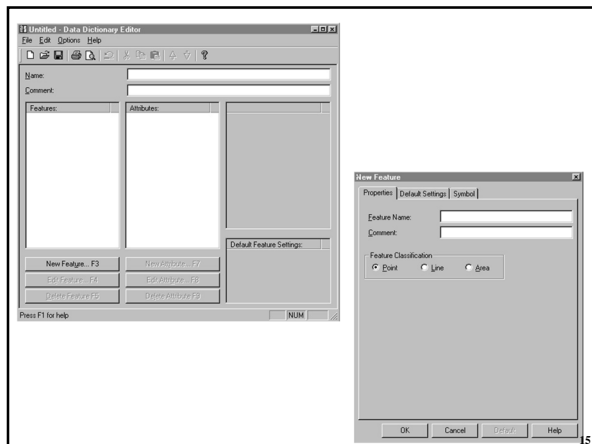 Untitled - Data Dictionary Editor
File Edit Options Help
Name:
Comment:
Features:
Attributes:
Default Feature Settings:
New Feature... F3
New Attribute... F7
Edit Feature... F4
Edit Attribute... F8
Delete Feature F5
Delete Attribute F9
Press F1 for help
NUM
New Feature
Properties Default Settings Symbol
Feature Name:
Comment:
Feature Classification
Point Line Area
OK Cancel Default Help
15